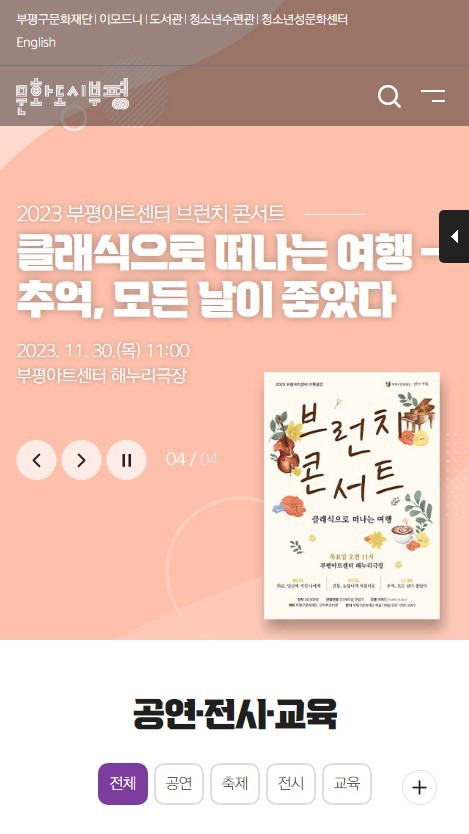 부평구문화재단 | 이모드니 | 도서관 | 청소년수련관 | 청소년성문화센터
English
문화도시부평
2023 부평아트센터 브런치 콘서트
클래식으로 떠나는 여행 -
추억, 모든 날이 좋았다
2023. 11. 30.(목) 11:00
부평아트센터 해누리극장
04 / 04
2023 부평아트센터 기획공연
브런치
콘서트
클래식으로 떠나는 여행
목요일 오전 11시
부평아트센터 해누리극장
공연·전시·교육
전체
공연
축제
전시
교육